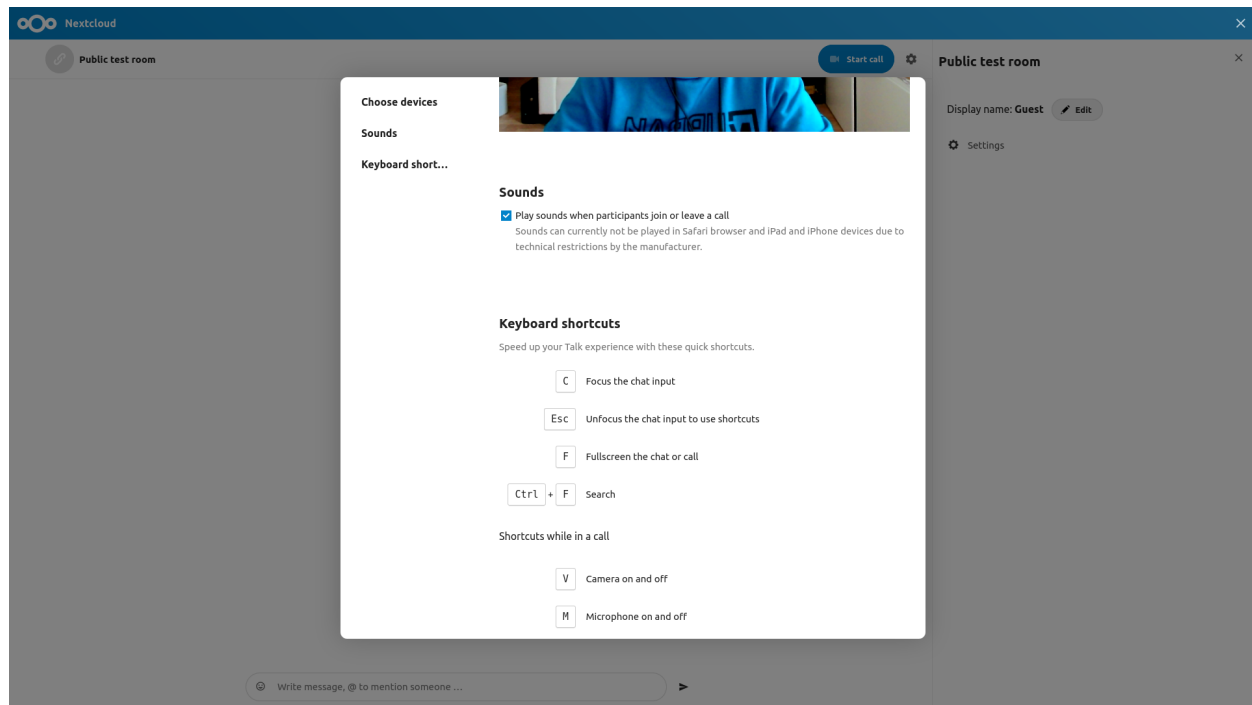 Nextcloud
Public test room
Start call
Public test room
Display name: Guest
Edit
Settings
Choose devices
Sounds
Keyboard short...
Sounds
Play sounds when participants join or leave a call
Sounds can currently not be played in Safari browser and iPad and iPhone devices due to
technical restrictions by the manufacturer.
Keyboard shortcuts
Speed up your Talk experience with these quick shortcuts.
C Focus the chat input
Esc Unfocus the chat input to use shortcuts
F Fullscreen the chat or call
Ctrl + F Search
Shortcuts while in a call
V Camera on and off
M Microphone on and off
Write message, @ to mention someone ...